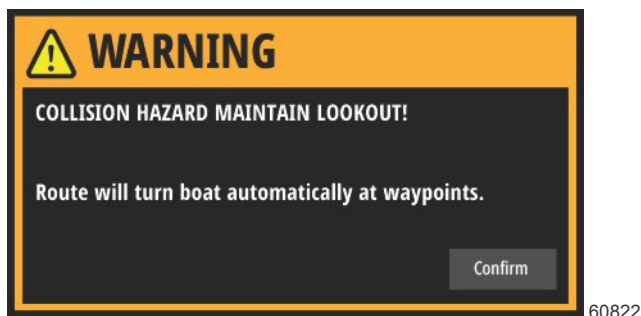 WARNING
COLLISION HAZARD MAINTAIN LOOKOUT!
Route will turn boat automatically at waypoints.
Confirm
60822